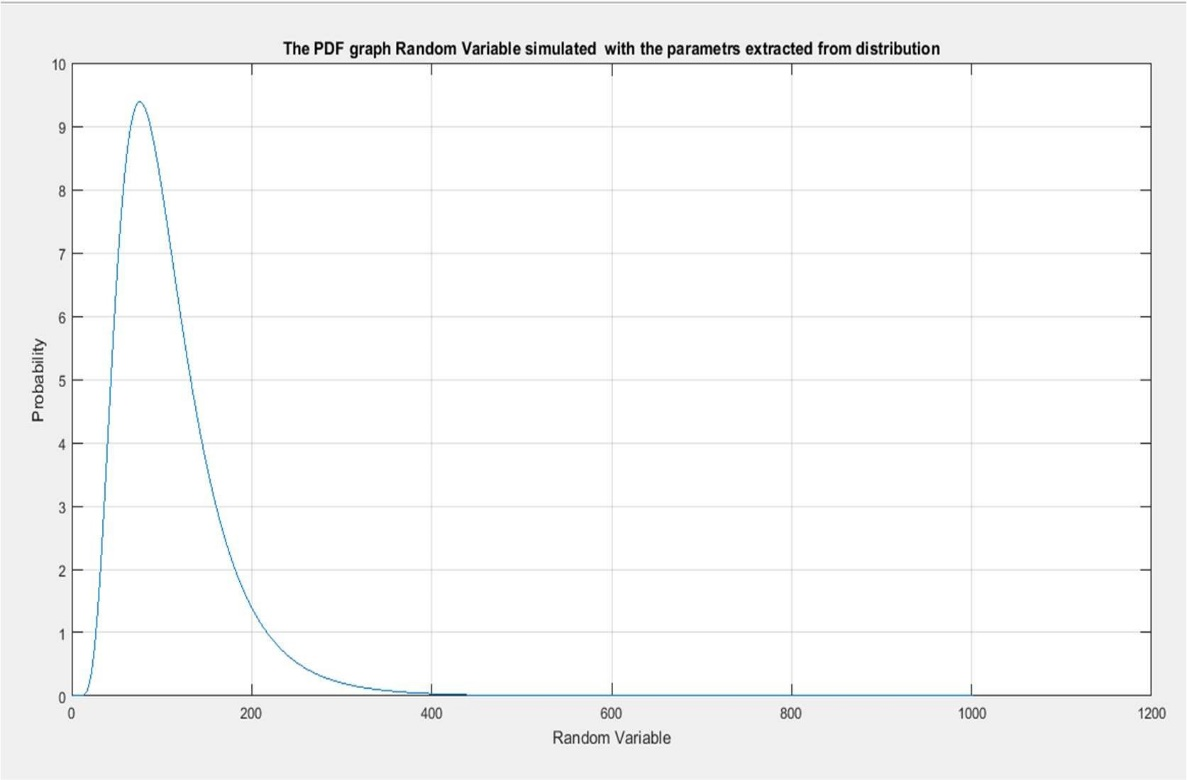 The PDF graph Random Variable simulated with the parametrs extracted from distribution
10
9
8
7
6
5
4
3
2
1
0
Probability
0 200 400 600 800 1000 1200
Random Variable